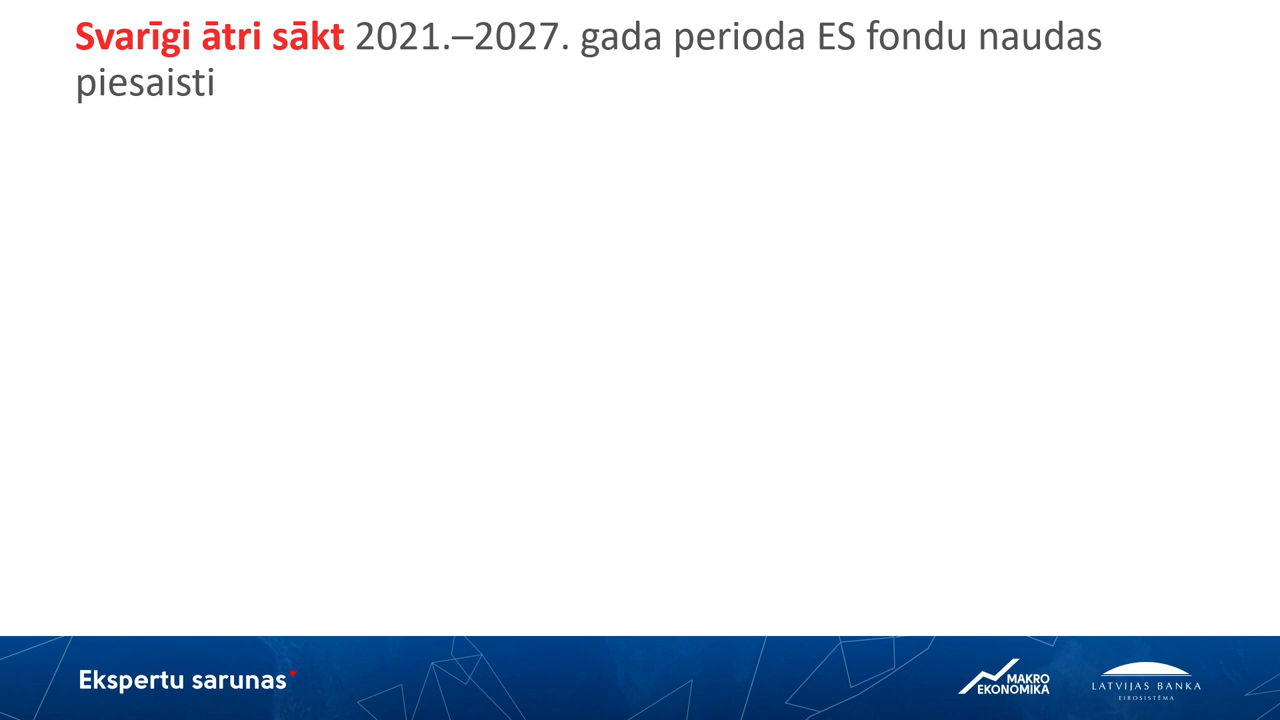 Svarīgi ātri sākt 2021.–2027. gada perioda ES fondu naudas
piesaisti
Ekspertu sarunas
MAKRO
EKONOMIKA
LATVIJAS BANKA
EIROSISTĒMA